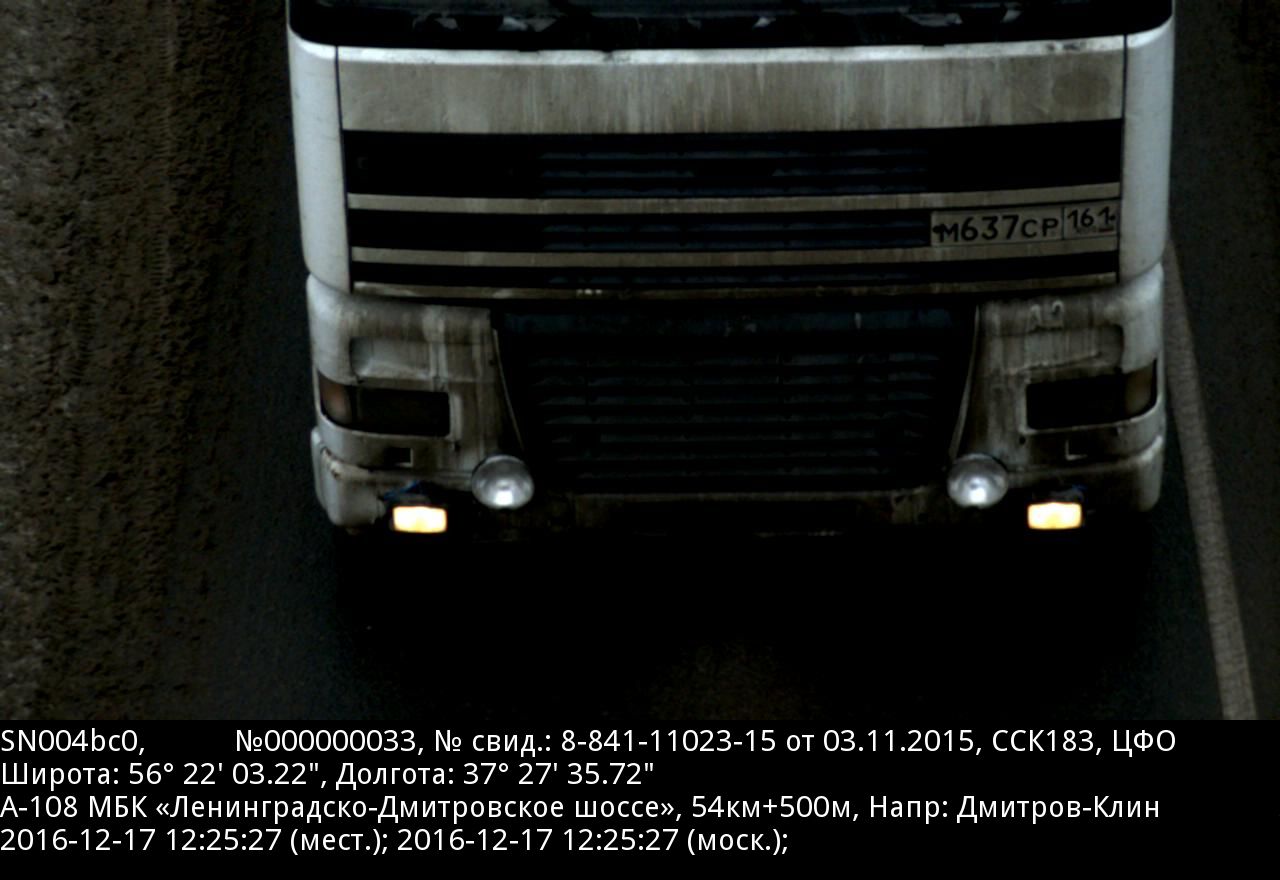 М637СР 161
SN004bc0, №000000033, № свид.: 8-841-11023-15 от 03.11.2015, ССК183, ЦФО
Широта: 56° 22' 03.22", Долгота: 37° 27' 35.72"
А-108 МБК «Ленинградско-Дмитровское шоссе», 54км+500м, Напр: Дмитров-Клин
2016-12-17 12:25:27 (мест.); 2016-12-17 12:25:27 (моск.);